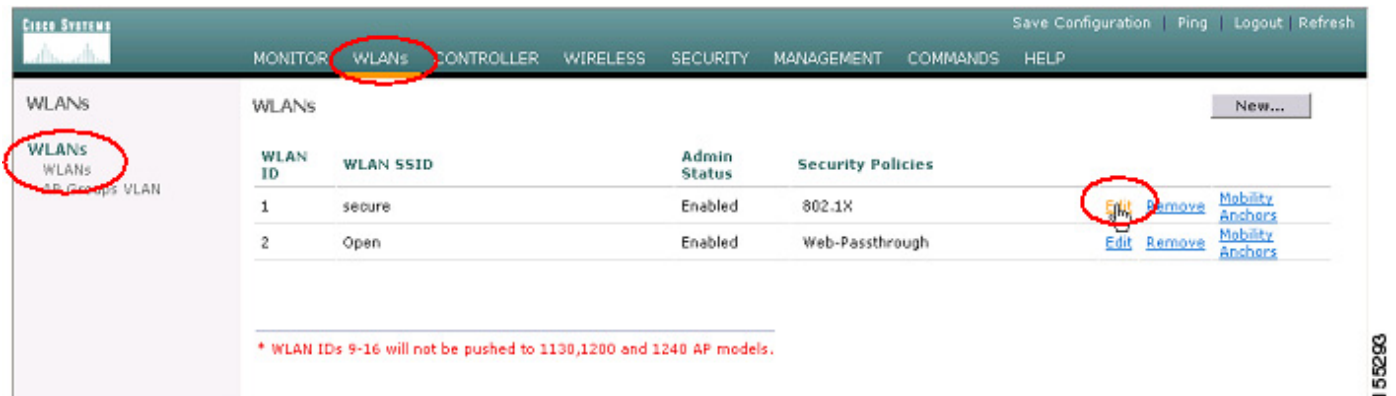 CISCO SYSTEMS
Save Configuration | Ping | Logout | Refresh
MONITOR WLANs CONTROLLER WIRELESS SECURITY MANAGEMENT COMMANDS HELP
WLANs
WLANs
WLANs
AP Groups VLAN
WLANs
New...
WLAN ID WLAN SSID Admin Status Security Policies
1 secure Enabled 802.1X Edit Remove Mobility Anchors
2 Open Enabled Web-Passthrough Edit Remove Mobility Anchors
* WLAN IDs 9-16 will not be pushed to 1130,1200 and 1240 AP models.
155293